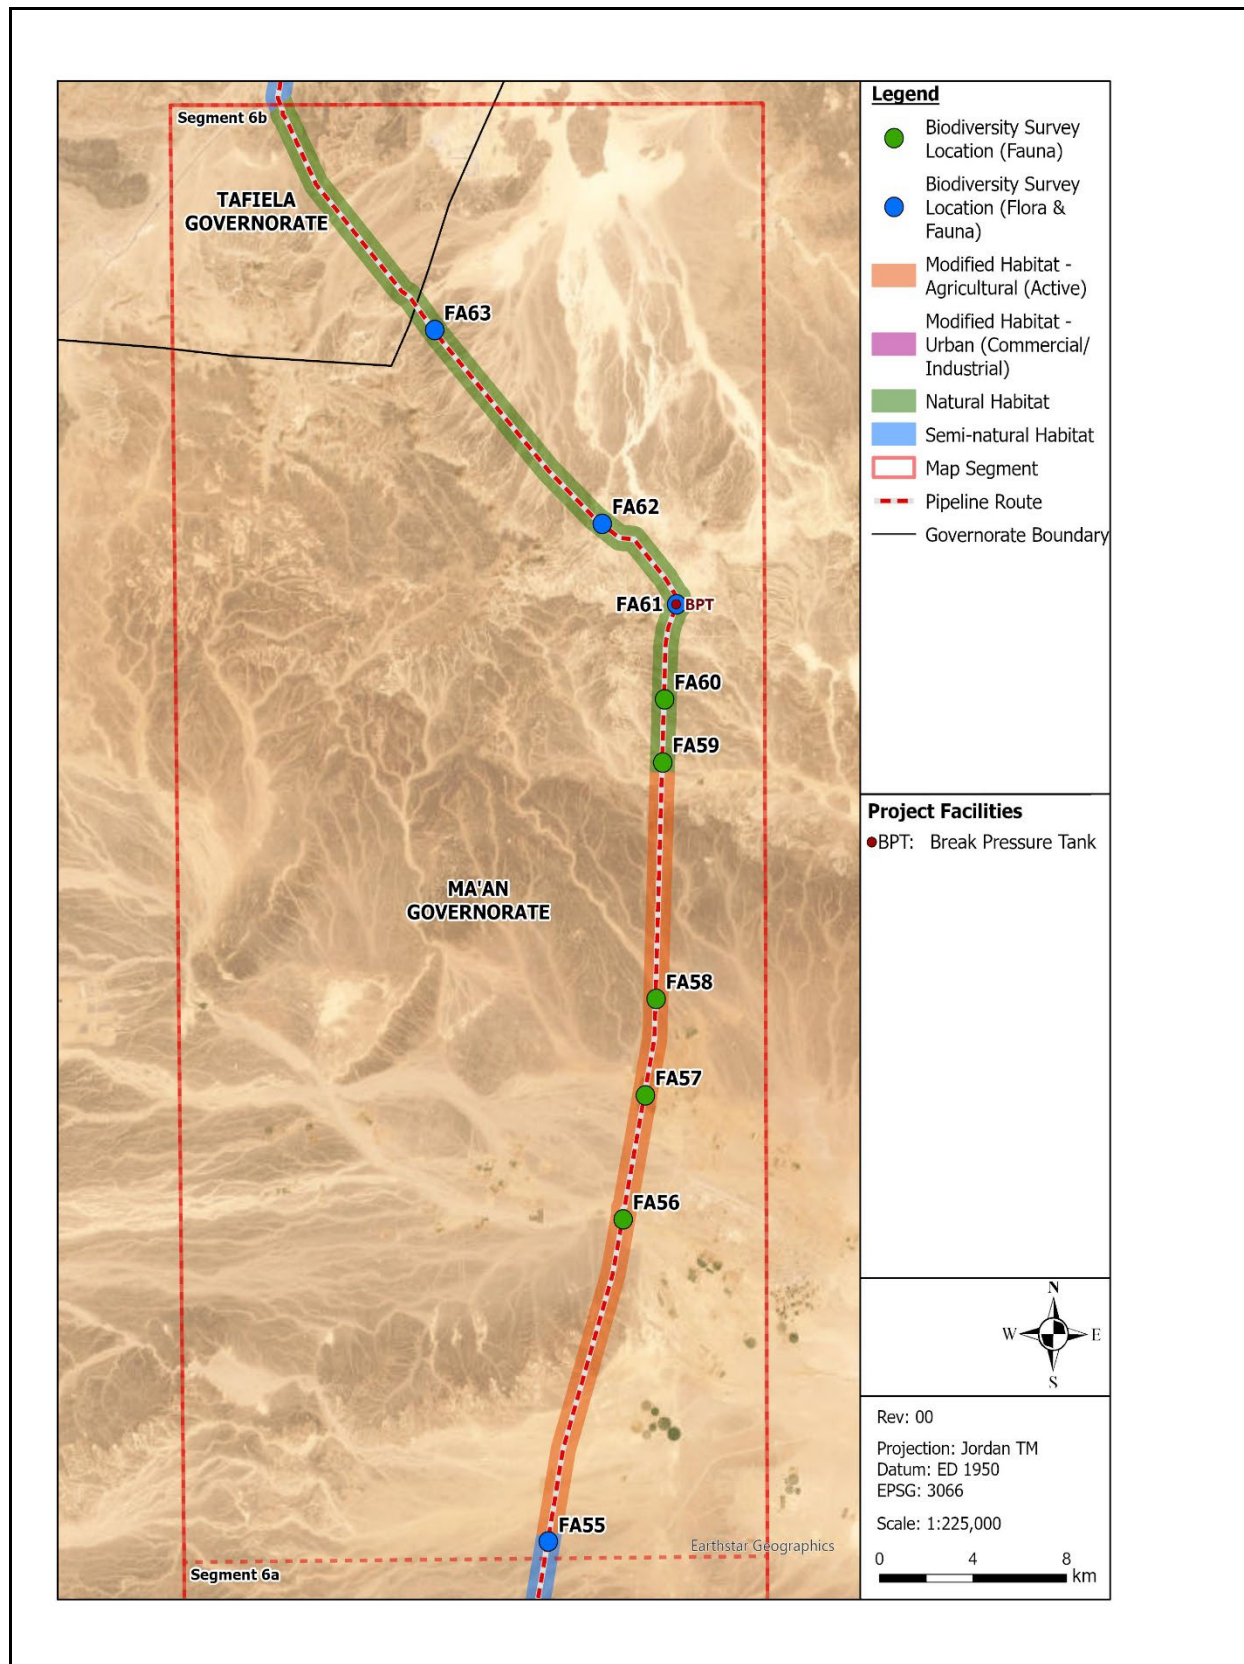 Segment 6b
TAFIELA
GOVERNORATE
FA63
FA62
FA61
BPT
FA60
FA59
MA'AN
GOVERNORATE
FA58
FA57
FA56
FA55
Earthstar Geographics
Segment 6a
Legend
Biodiversity Survey
Location (Fauna)
Biodiversity Survey
Location (Flora &
Fauna)
Modified Habitat -
Agricultural (Active)
Modified Habitat -
Urban (Commercial/
Industrial)
Natural Habitat
Semi-natural Habitat
Map Segment
Pipeline Route
Governorate Boundary
Project Facilities
BPT: Break Pressure Tank
N
W E
S
Rev: 00
Projection: Jordan TM
Datum: ED 1950
EPSG: 3066
Scale: 1:225,000
0 4 8
km